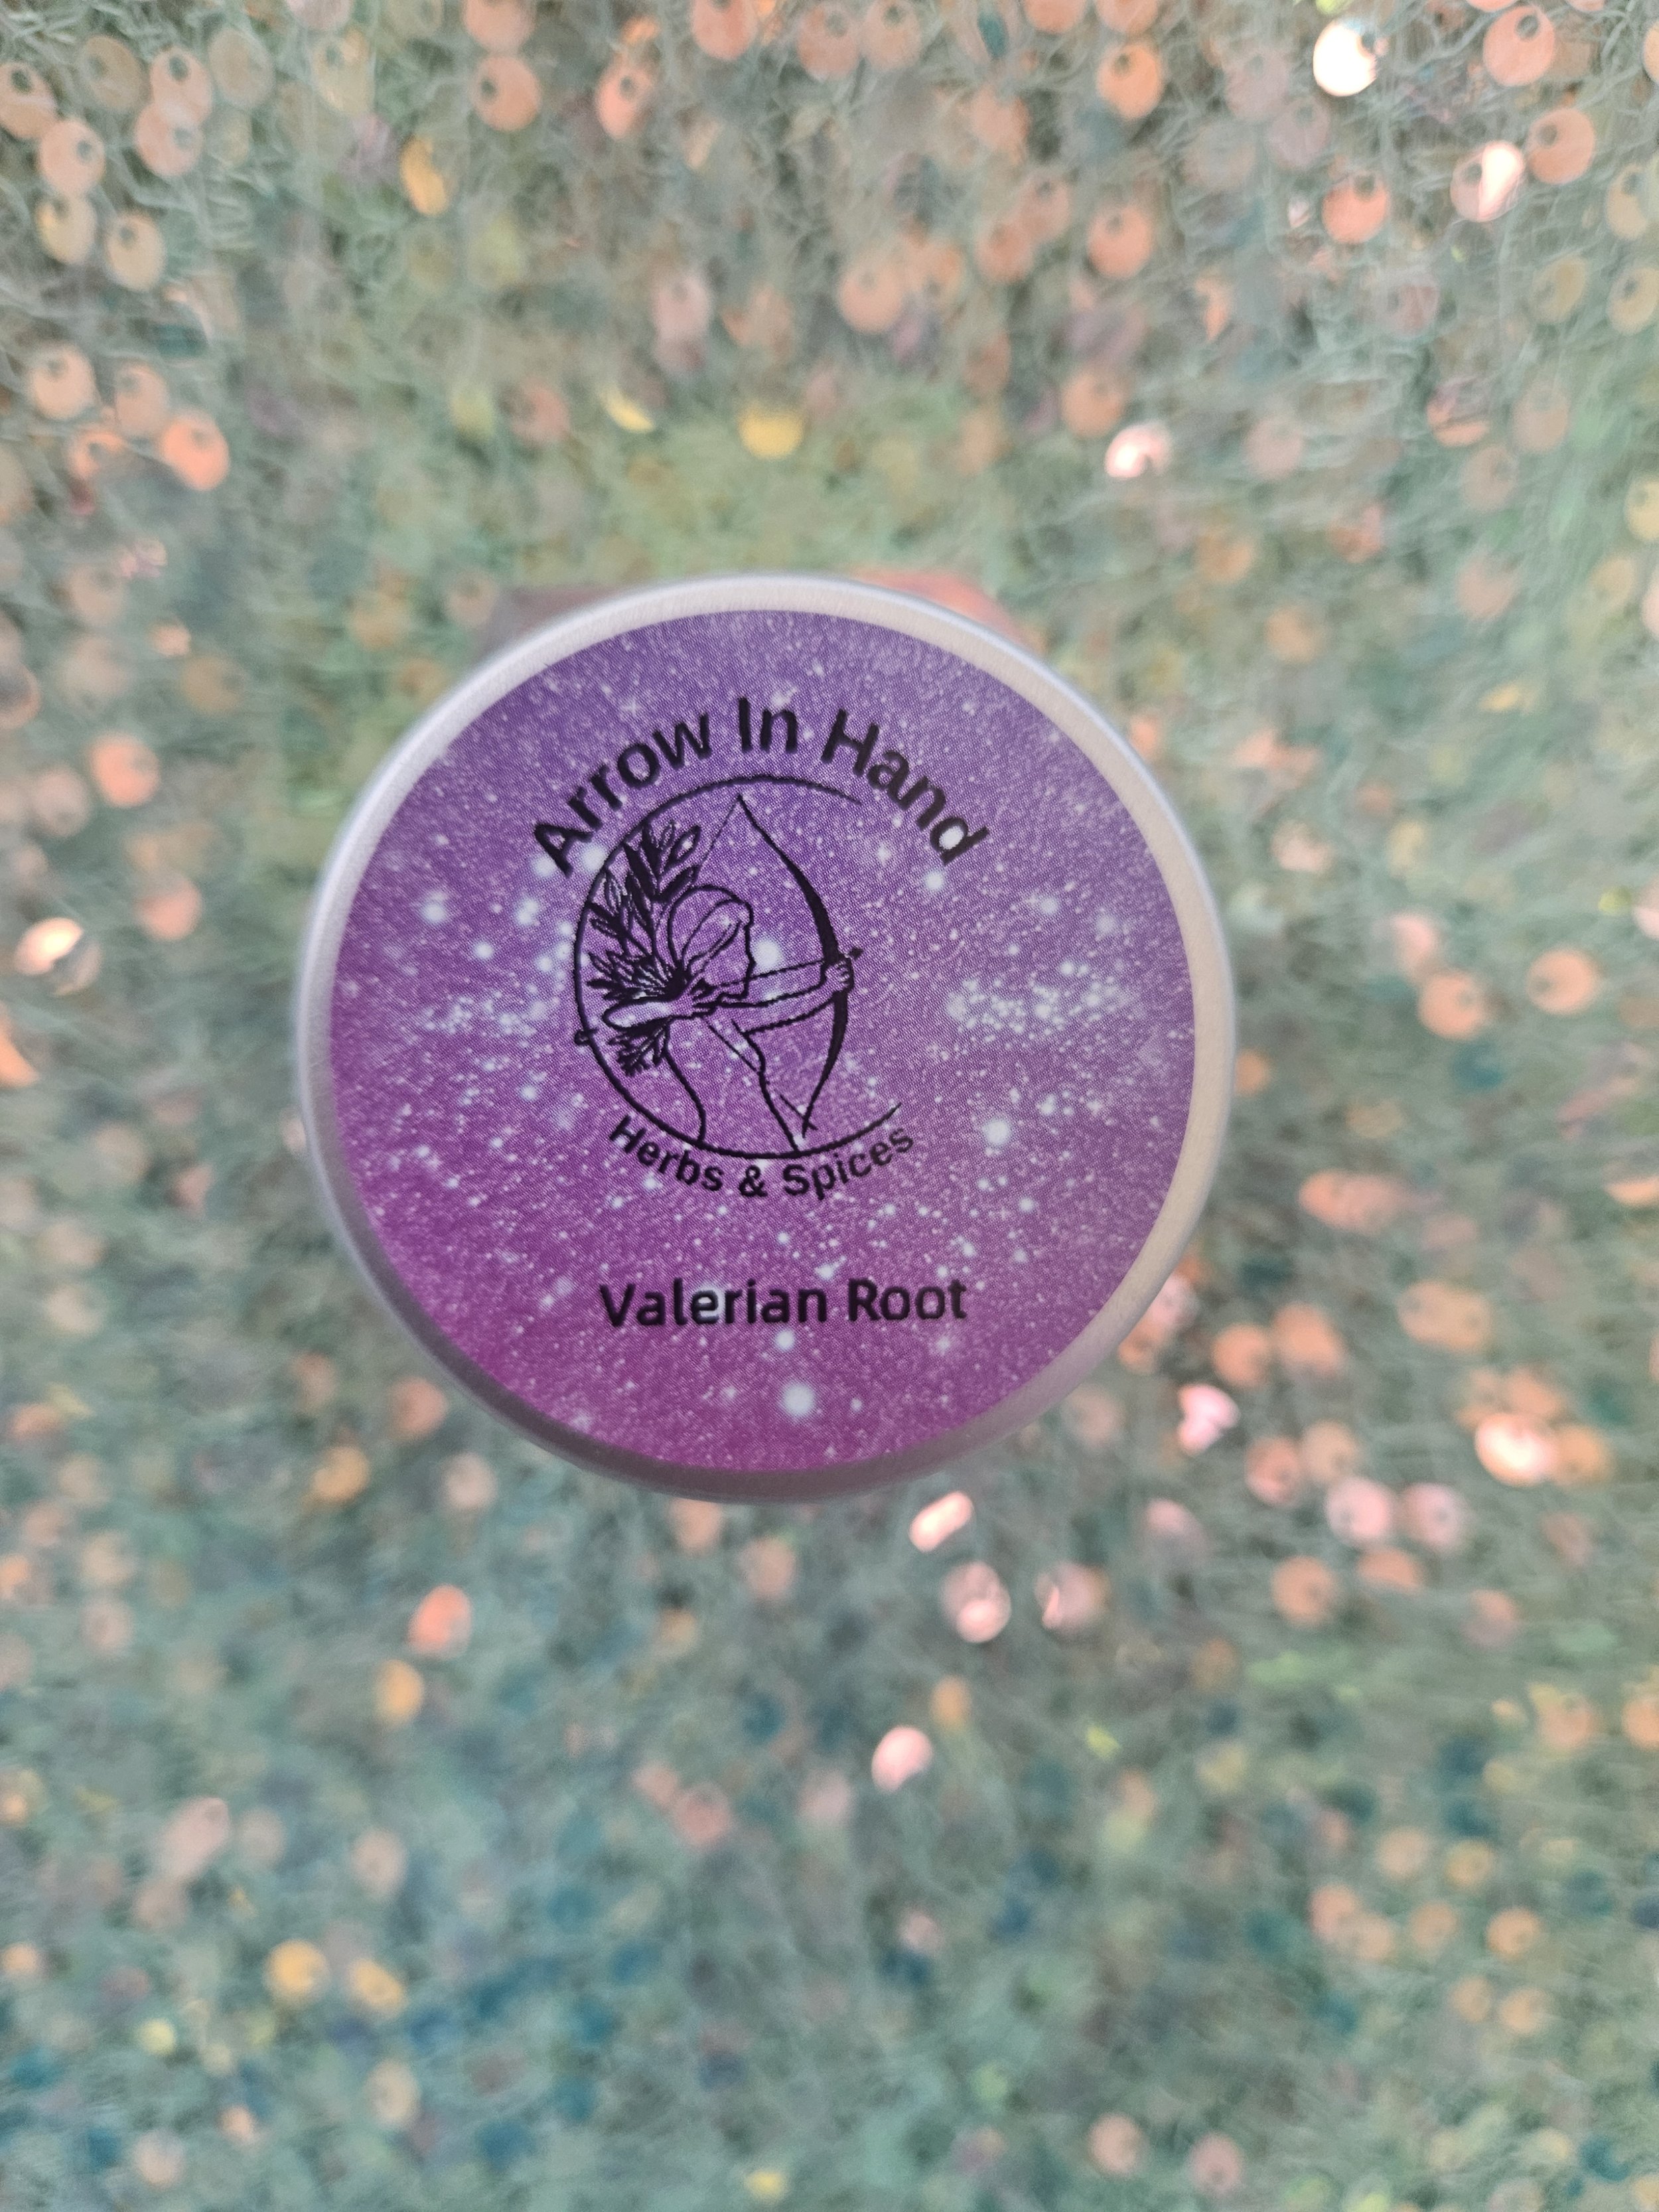 Arrow In Hand
Herbs & Spices
Valerian Root